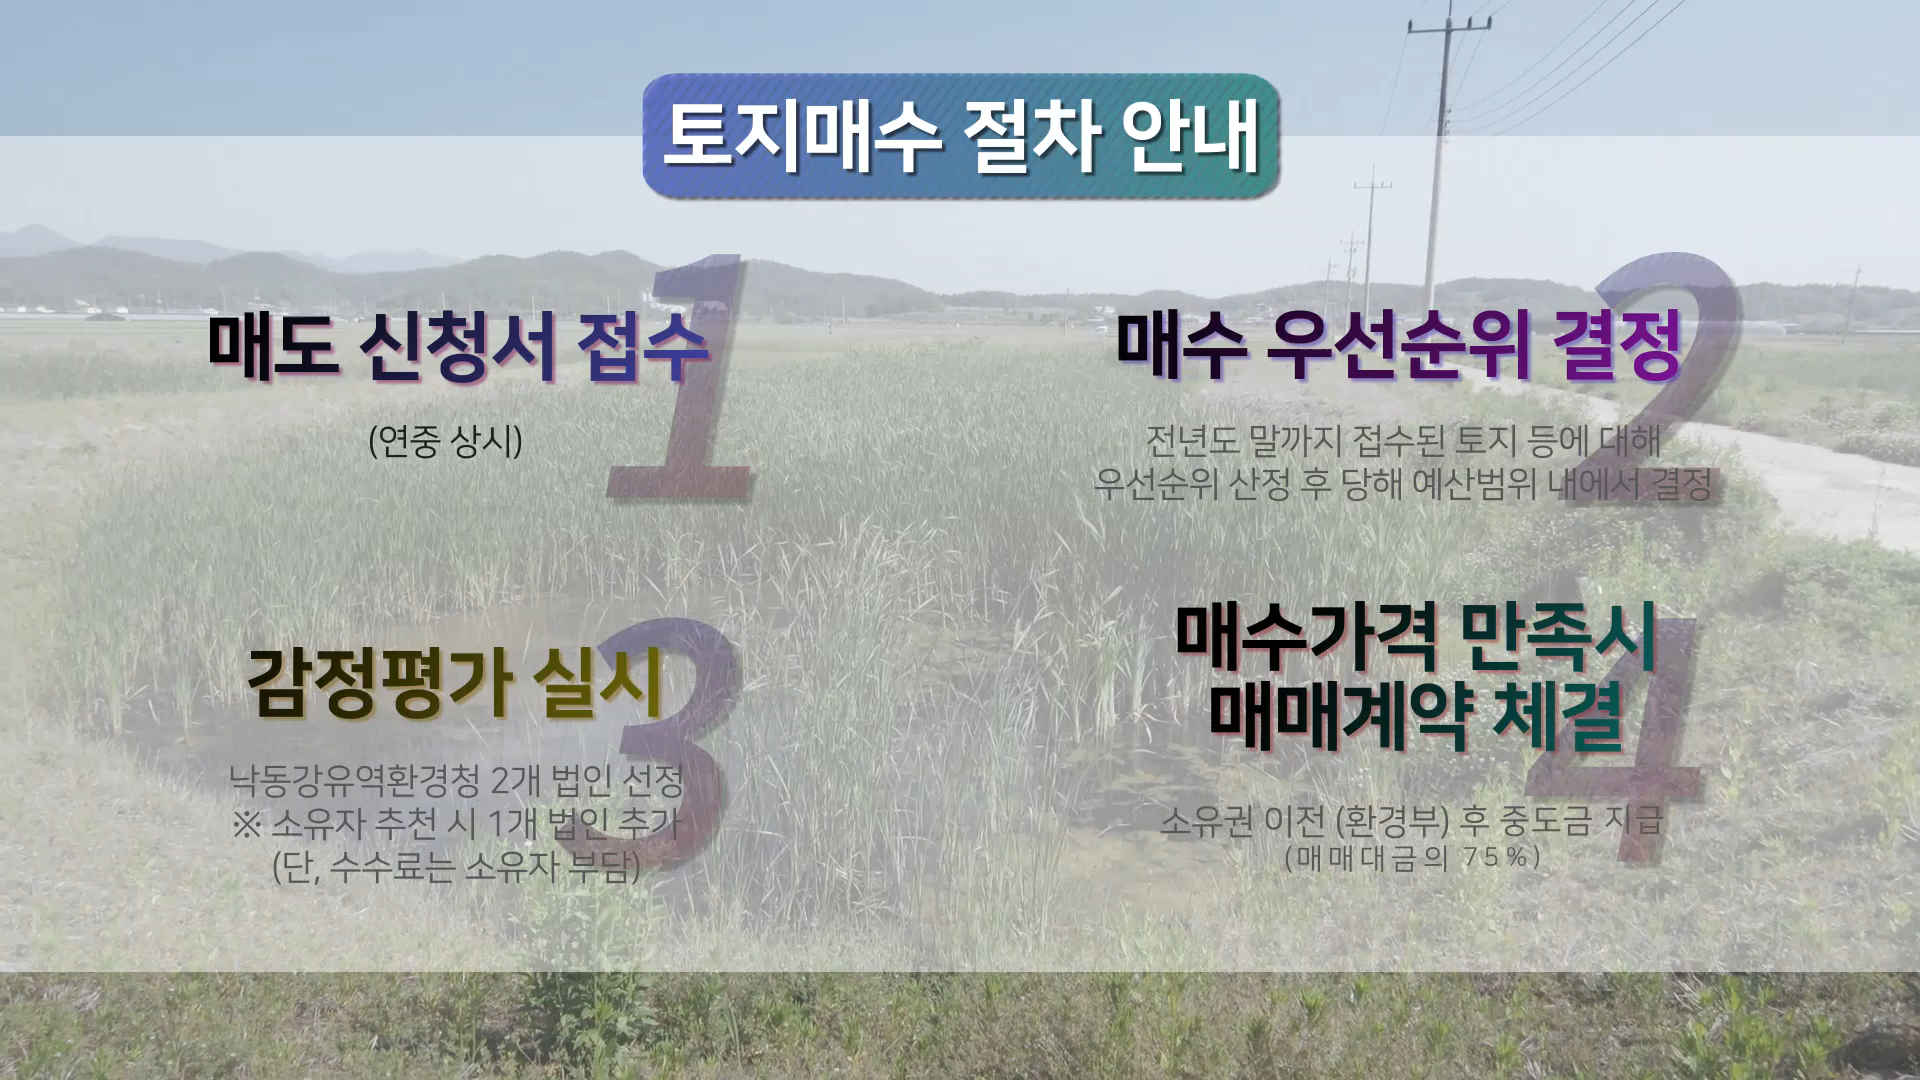 토지매수 절차 안내
1
매도 신청서 접수
(연중 상시)
2
매수 우선순위 결정
전년도 말까지 접수된 토지 등에 대해
우선순위 산정 후 당해 예산범위 내에서 결정
3
감정평가 실시
낙동강유역환경청 2개 법인 선정
※ 소유자 추천 시 1개 법인 추가
(단, 수수료는 소유자 부담)
4
매수가격 만족시
매매계약 체결
소유권 이전 (환경부) 후 중도금 지급
(매매대금의 75%)